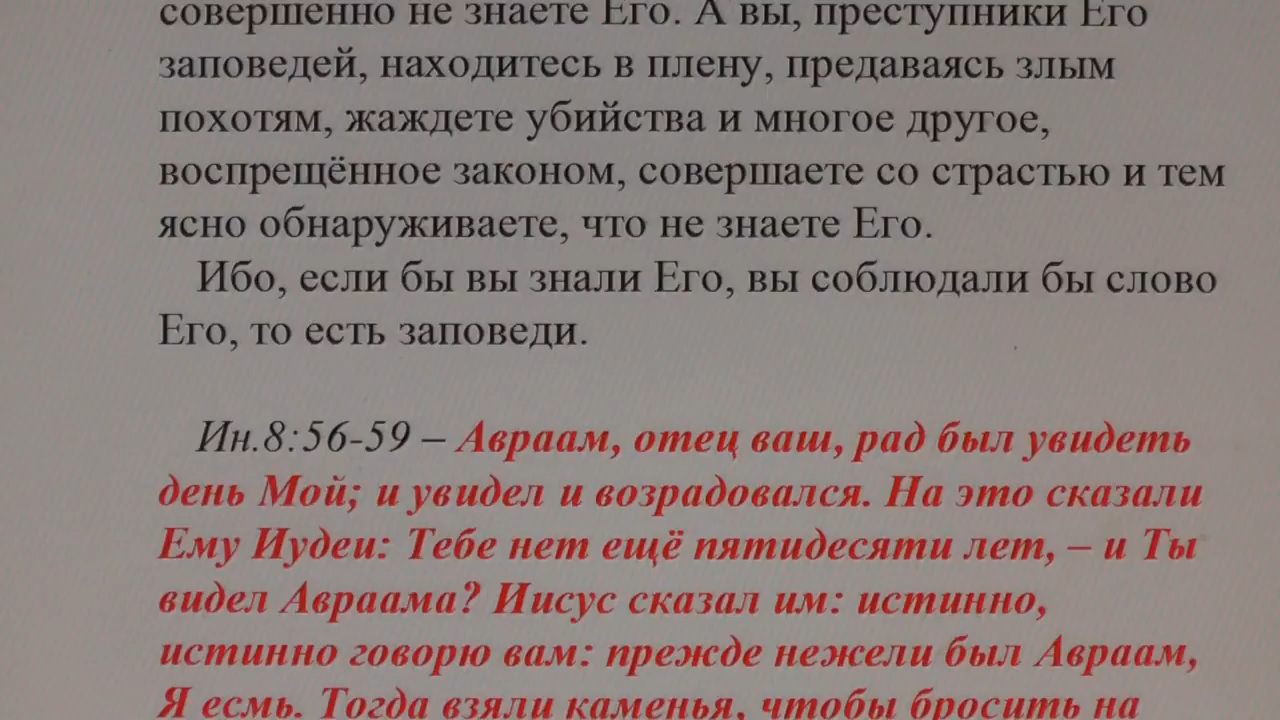 совершенно не знаете Его. А вы, преступники Его
заповедей, находитесь в плену, предаваясь злым
похотям, жаждете убийства и многое другое,
воспрещённое законом, совершаете со страстью и тем
ясно обнаруживаете, что не знаете Его.
Ибо, если бы вы знали Его, вы соблюдали бы слово
Его, то есть заповеди.
Ин.8:56-59 – Авраам, отец ваш, рад был увидеть
день Мой; и увидел и возрадовался. На это сказали
Ему Иудеи: Тебе нет ещё пятидесяти лет, – и Ты
видел Авраама? Иисус сказал им: истинно,
истинно говорю вам: прежде нежели был Авраам,
Я есмь. Тогда взяли каменья, чтобы бросить на